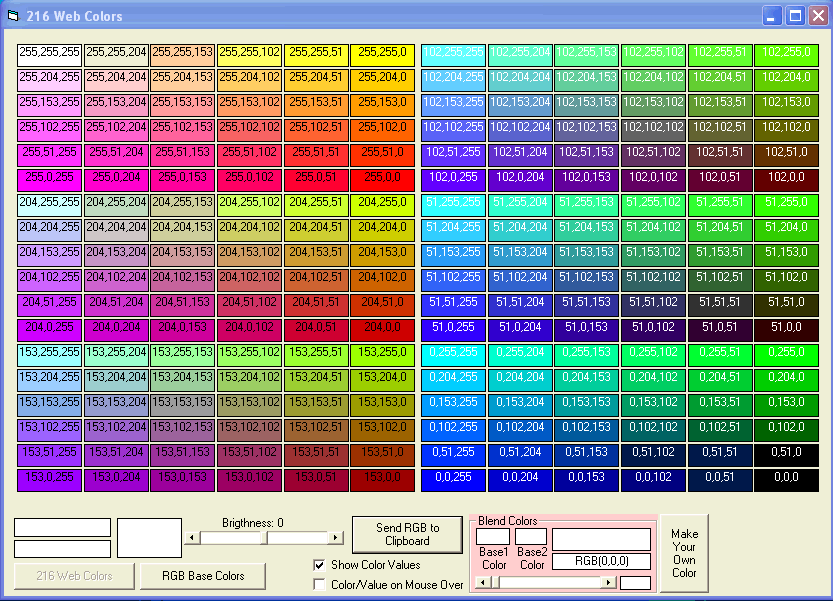 216 Web Colors
255,255,255 255,255,204 255,255,153 255,255,102 255,255,51 255,255,0 102,255,255 102,255,204 102,255,153 102,255,102 102,255,51 102,255,0
255,204,255 255,204,204 255,204,153 255,204,102 255,204,51 255,204,0 102,204,255 102,204,204 102,204,153 102,204,102 102,204,51 102,204,0
255,153,255 255,153,204 255,153,153 255,153,102 255,153,51 255,153,0 102,153,255 102,153,204 102,153,153 102,153,102 102,153,51 102,153,0
255,102,255 255,102,204 255,102,153 255,102,102 255,102,51 255,102,0 102,102,255 102,102,204 102,102,153 102,102,102 102,102,51 102,102,0
255,51,255 255,51,204 255,51,153 255,51,102 255,51,51 255,51,0 102,51,255 102,51,204 102,51,153 102,51,102 102,51,51 102,51,0
255,0,255 255,0,204 255,0,153 255,0,102 255,0,51 255,0,0 102,0,255 102,0,204 102,0,153 102,0,102 102,0,51 102,0,0
204,255,255 204,255,204 204,255,153 204,255,102 204,255,51 204,255,0 51,255,255 51,255,204 51,255,153 51,255,102 51,255,51 51,255,0
204,204,255 204,204,204 204,204,153 204,204,102 204,204,51 204,204,0 51,204,255 51,204,204 51,204,153 51,204,102 51,204,51 51,204,0
204,153,255 204,153,204 204,153,153 204,153,102 204,153,51 204,153,0 51,153,255 51,153,204 51,153,153 51,153,102 51,153,51 51,153,0
204,102,255 204,102,204 204,102,153 204,102,102 204,102,51 204,102,0 51,102,255 51,102,204 51,102,153 51,102,102 51,102,51 51,102,0
204,51,255 204,51,204 204,51,153 204,51,102 204,51,51 204,51,0 51,51,255 51,51,204 51,51,153 51,51,102 51,51,51 51,51,0
204,0,255 204,0,204 204,0,153 204,0,102 204,0,51 204,0,0 51,0,255 51,0,204 51,0,153 51,0,102 51,0,51 51,0,0
153,255,255 153,255,204 153,255,153 153,255,102 153,255,51 153,255,0 0,255,255 0,255,204 0,255,153 0,255,102 0,255,51 0,255,0
153,204,255 153,204,204 153,204,153 153,204,102 153,204,51 153,204,0 0,204,255 0,204,204 0,204,153 0,204,102 0,204,51 0,204,0
153,153,255 153,153,204 153,153,153 153,153,102 153,153,51 153,153,0 0,153,255 0,153,204 0,153,153 0,153,102 0,153,51 0,153,0
153,102,255 153,102,204 153,102,153 153,102,102 153,102,51 153,102,0 0,102,255 0,102,204 0,102,153 0,102,102 0,102,51 0,102,0
153,51,255 153,51,204 153,51,153 153,51,102 153,51,51 153,51,0 0,51,255 0,51,204 0,51,153 0,51,102 0,51,51 0,51,0
153,0,255 153,0,204 153,0,153 153,0,102 153,0,51 153,0,0 0,0,255 0,0,204 0,0,153 0,0,102 0,0,51 0,0,0
216 Web Colors
RGB Base Colors
Brigthness: 0
Send RGB to
Clipboard
Show Color Values
Color/Value on Mouse Over
Blend Colors
Base1
Color
Base2
Color
RGB(0,0,0)
Make
Your
Own
Color